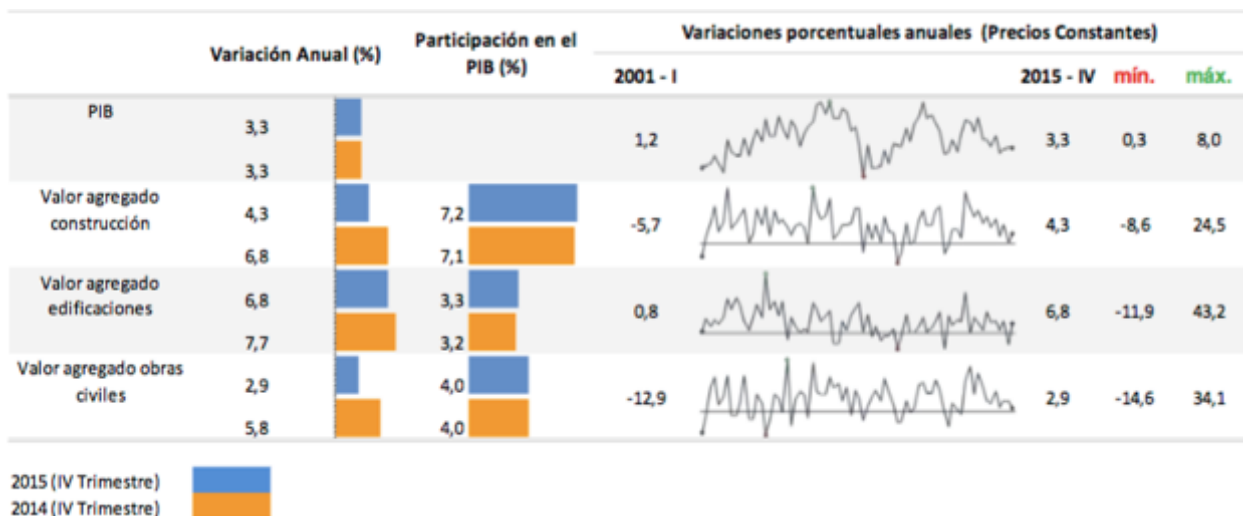 Variación Anual (%)
Participación en el
PIB (%)
Variaciones porcentuales anuales (Precios Constantes)
2001 - I
2015 - IV
mín.
máx.
PIB
3,3
3,3
1,2
3,3
0,3
8,0
Valor agregado
construcción
4,3
6,8
7,2
7,1
-5,7
4,3
-8,6
24,5
Valor agregado
edificaciones
6,8
7,7
3,3
3,2
0,8
6,8
-11,9
43,2
Valor agregado obras
civiles
2,9
5,8
4,0
4,0
-12,9
2,9
-14,6
34,1
2015 (IV Trimestre)
2014 (IV Trimestre)